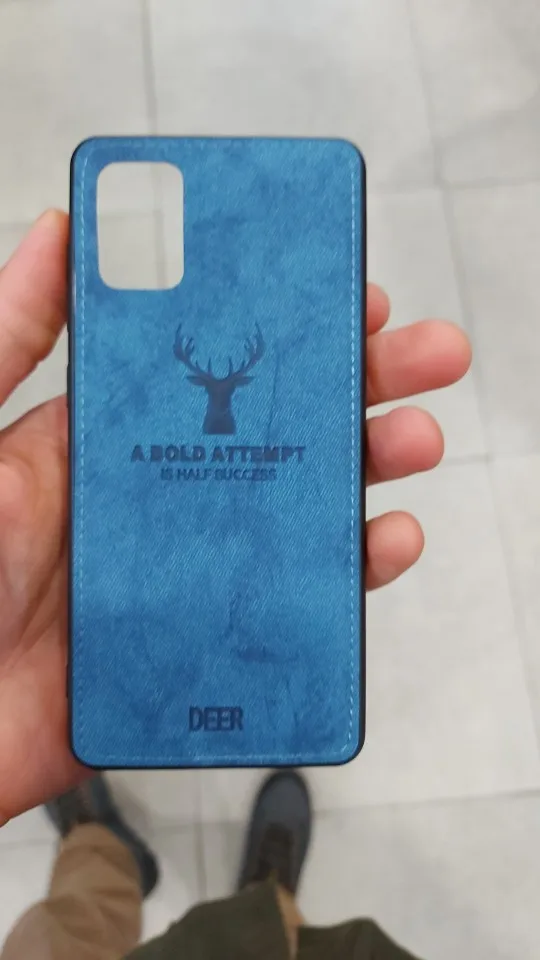 A BOLD ATTEMPT
IS HALF SUCCESS
DEER